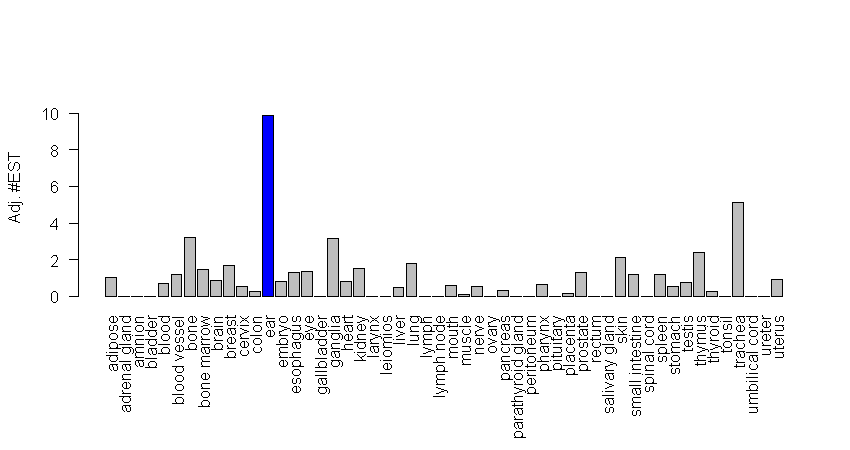 Adj. #EST
10
8
6
4
2
0
adipose
adrenal gland
amnion
bladder
blood
blood vessel
bone
bone marrow
brain
breast
cervix
colon
ear
embryo
esophagus
eye
gallbladder
ganglia
heart
kidney
larynx
leiomios
liver
lung
lymph
lymph node
mouth
muscle
nerve
ovary
pancreas
parathyroid gland
peritoneum
pharynx
pituitary
placenta
prostate
rectum
salivary gland
skin
small intestine
spinal cord
spleen
stomach
testis
thymus
thyroid
tonsil
trachea
umbilical cord
ureter
uterus